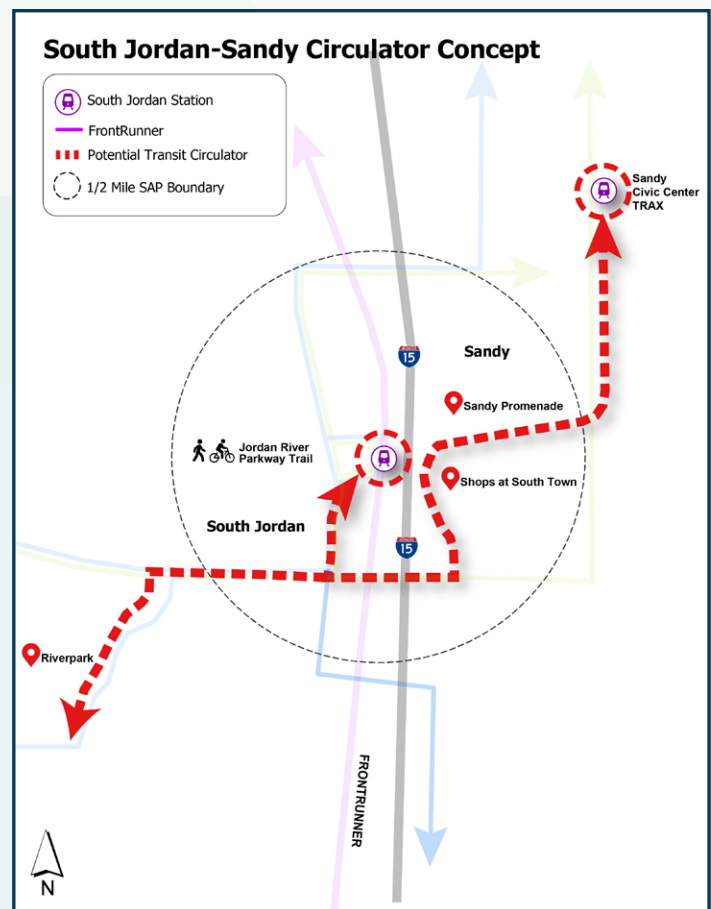 South Jordan-Sandy Circulator Concept
South Jordan Station
FrontRunner
Potential Transit Circulator
1/2 Mile SAP Boundary
Sandy
Civic Center
TRAX
15
Sandy
Sandy Promenade
Jordan River
Parkway Trail
Shops at South Town
South Jordan
15
Riverpark
FRONTRUNNER
N